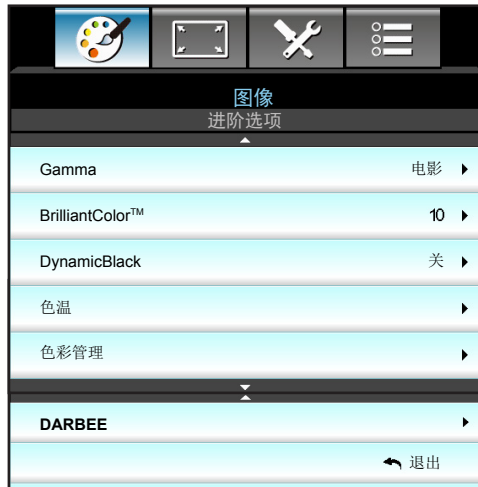 图像
进阶选项
Gamma 电影
BrilliantColor™ 10
DynamicBlack 关
色温
色彩管理
DARBEE
退出